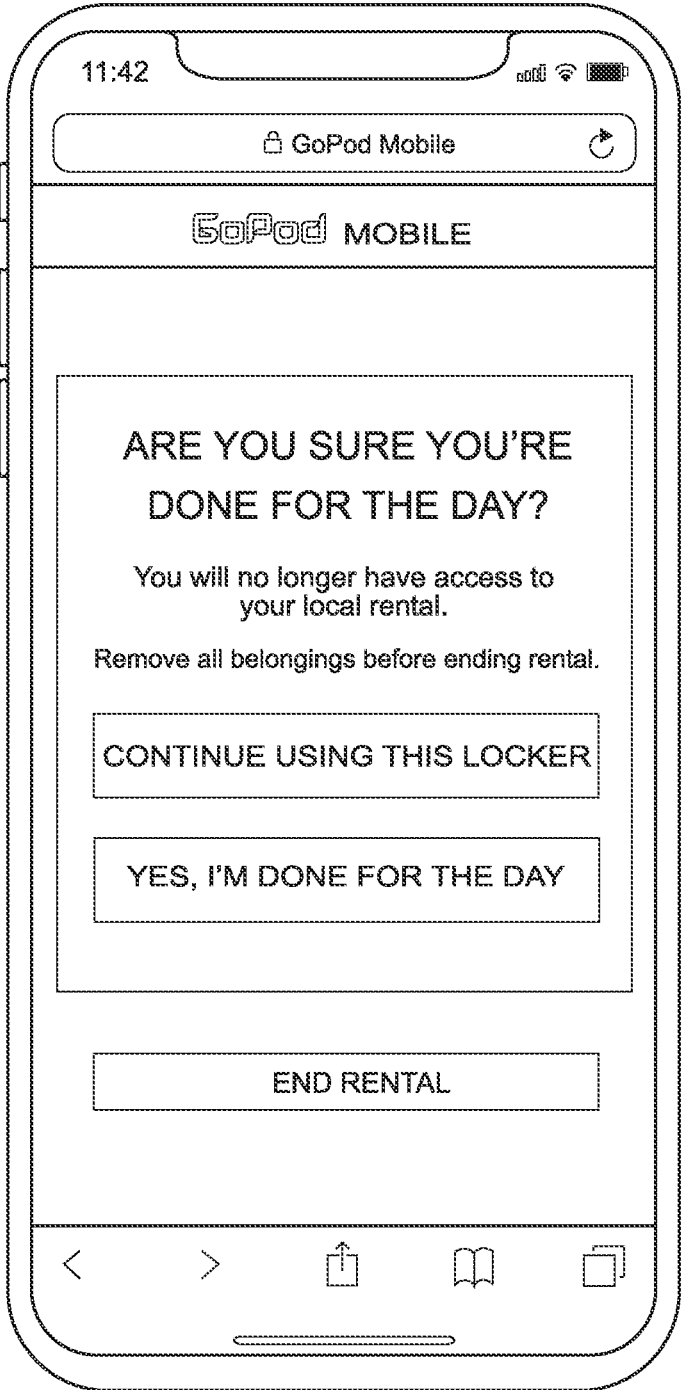 11:42
GoPod Mobile
GoPod MOBILE
ARE YOU SURE YOU'RE
DONE FOR THE DAY?
You will no longer have access to
your local rental.
Remove all belongings before ending rental.
CONTINUE USING THIS LOCKER
YES, I'M DONE FOR THE DAY
END RENTAL